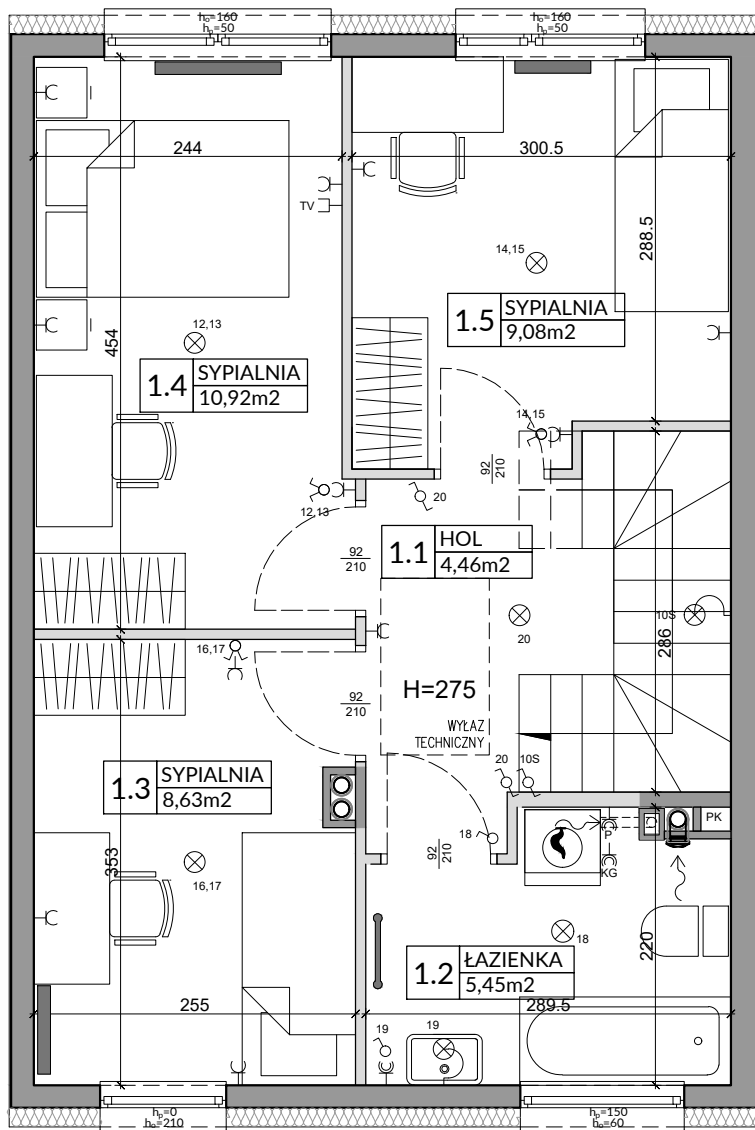 h₀=160
hₚ=50
h₀=160
hₚ=50
244
300.5
TV
288.5
14,15
1.5
SYPIALNIA
9,08m2
12,13
454
1.4
SYPIALNIA
10,92m2
14,15
92
210
12,13
20
1.1
HOL
4,46m2
92
210
20
10S
286
16,17
92
210
H=275
WYŁAZ
TECHNICZNY
1.3
SYPIALNIA
8,63m2
20
10S
18
P
PK
92
210
KG
353
16,17
18
220
1.2
ŁAZIENKA
5,45m2
255
289.5
19
19
hₚ=0
h₀=210
hₚ=150
h₀=60